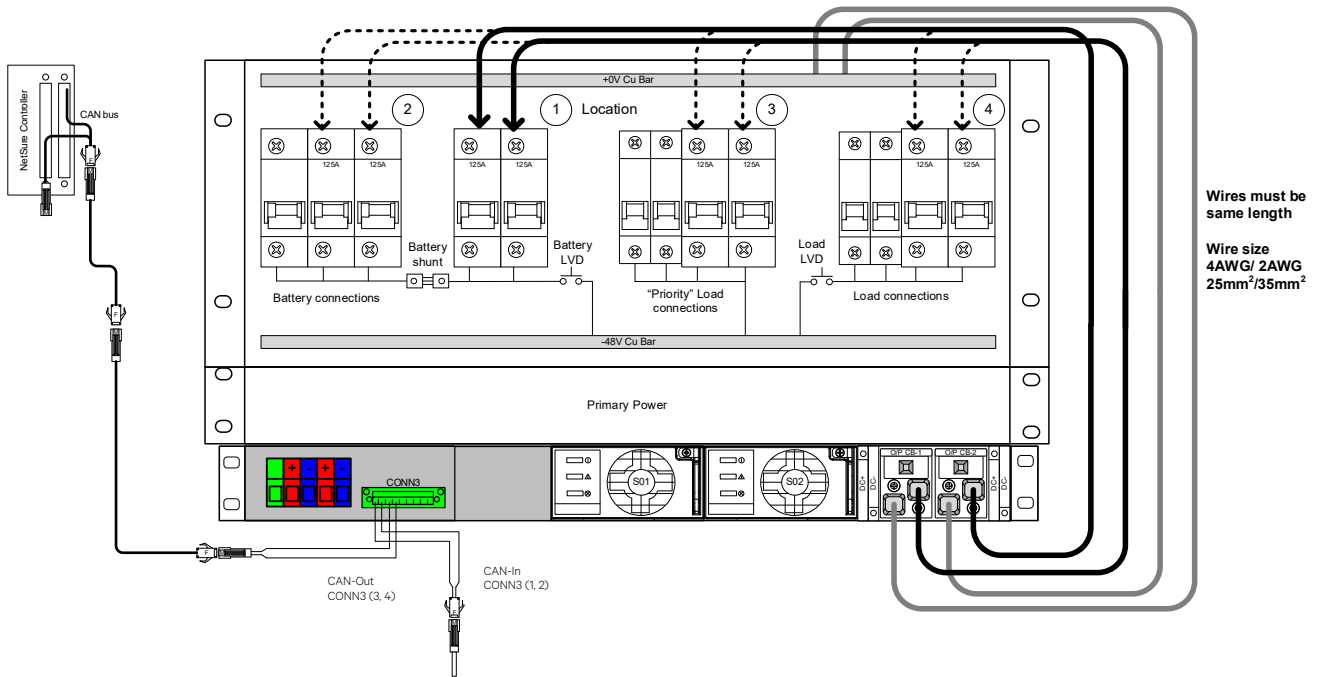 +0V Cu Bar
NetSure Controller
CAN bus
2
1
Location
3
4
125A
125A
125A
125A
125A
125A
125A
125A
Wires must be
same length
Wire size
4AWG/ 2AWG
25mm²/35mm²
Battery
shunt
Battery
LVD
Load
LVD
Battery connections
“Priority” Load
connections
Load connections
F
F
-48V Cu Bar
Primary Power
+
-
+
-
CONN3
S01
S02
DC+
DC-
O/P CB-1
O/P CB-2
DC+
DC-
F
CAN-Out
CONN3 (3, 4)
CAN-In
CONN3 (1, 2)
F